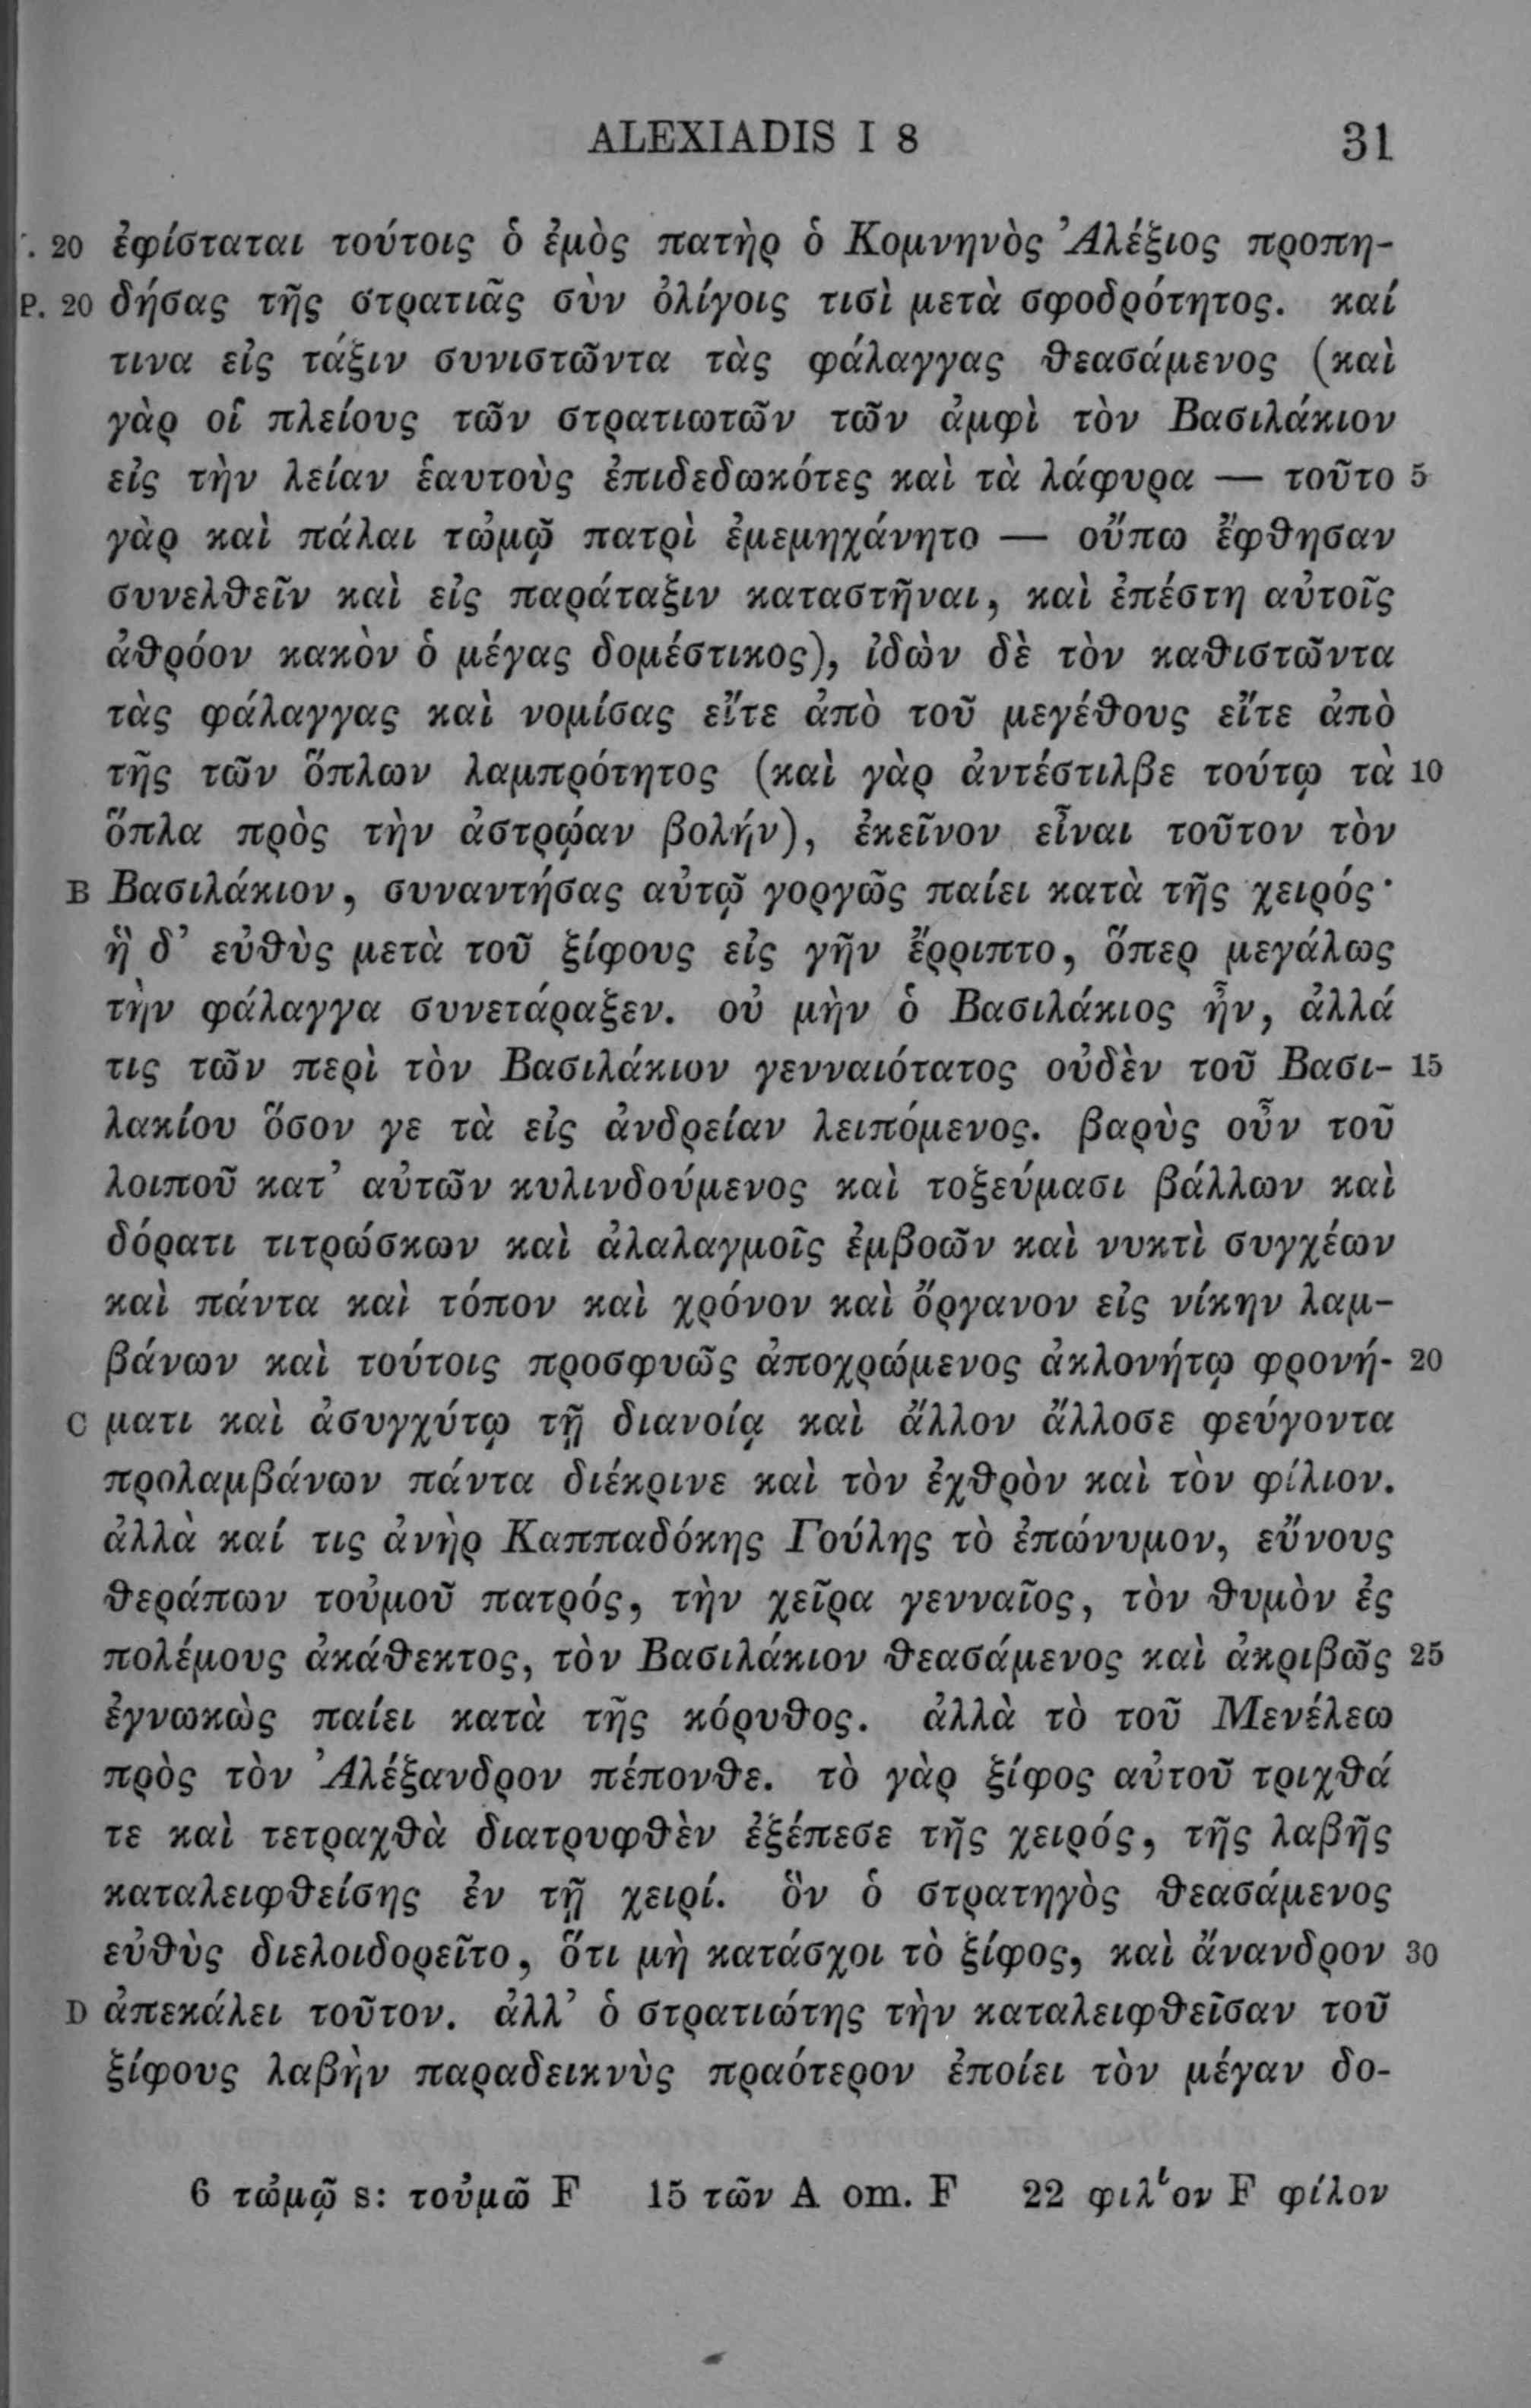 ALEXIADIS I 8 31
. 20 ἐφίσταται τούτοις ὁ ἐμὸς πατὴρ ὁ Κομνηνὸς Ἀλέξιος προπη-
P. 20 δήσας τῆς στρατιᾶς σὺν ὀλίγοις τισὶ μετὰ σφοδρότητος. καί
τινα εἰς τάξιν συνιστῶντα τὰς φάλαγγας θεασάμενος (καὶ
γὰρ οἱ πλείους τῶν στρατιωτῶν τῶν ἀμφὶ τὸν Βασιλάκιον
εἰς τὴν λείαν ἑαυτοὺς ἐπιδεδωκότες καὶ τὰ λάφυρα — τοῦτο 5
γὰρ καὶ πάλαι τὠμῷ πατρὶ ἐμεμηχάνητο — οὔπω ἔφθησαν
συνελθεῖν καὶ εἰς παράταξιν καταστῆναι, καὶ ἐπέστη αὐτοῖς
ἀθρόον κακὸν ὁ μέγας δομέστικος), ἰδὼν δὲ τὸν καθιστῶντα
τὰς φάλαγγας καὶ νομίσας εἴτε ἀπὸ τοῦ μεγέθους εἴτε ἀπὸ
τῆς τῶν ὅπλων λαμπρότητος (καὶ γὰρ ἀντέστιλβε τούτῳ τὰ 10
ὅπλα πρὸς τὴν ἀστρῴαν βολήν), ἐκεῖνον εἶναι τοῦτον τὸν
B Βασιλάκιον, συναντήσας αὐτῷ γοργῶς παίει κατὰ τῆς χειρός·
ἣ δ’ εὐθὺς μετὰ τοῦ ξίφους εἰς γῆν ἔρριπτο, ὅπερ μεγάλως
τὴν φάλαγγα συνετάραξεν. οὐ μὴν ὁ Βασιλάκιος ἦν, ἀλλά
τις τῶν περὶ τὸν Βασιλάκιον γενναιότατος οὐδὲν τοῦ Βασι- 15
λακίου ὅσον γε τὰ εἰς ἀνδρείαν λειπόμενος. βαρὺς οὖν τοῦ
λοιποῦ κατ’ αὐτῶν κυλινδούμενος καὶ τοξεύμασι βάλλων καὶ
δόρατι τιτρώσκων καὶ ἀλαλαγμοῖς ἐμβοῶν καὶ νυκτὶ συγχέων
καὶ πάντα καὶ τόπον καὶ χρόνον καὶ ὄργανον εἰς νίκην λαμ-
βάνων καὶ τούτοις προσφυῶς ἀποχρώμενος ἀκλονήτῳ φρονή- 20
C ματι καὶ ἀσυγχύτῳ τῇ διανοίᾳ καὶ ἄλλον ἄλλοσε φεύγοντα
προλαμβάνων πάντα διέκρινε καὶ τὸν ἐχθρὸν καὶ τὸν φίλιον.
ἀλλὰ καί τις ἀνὴρ Καππαδόκης Γούλης τὸ ἐπώνυμον, εὔνους
θεράπων τοὐμοῦ πατρός, τὴν χεῖρα γενναῖος, τὸν θυμὸν ἐς
πολέμους ἀκάθεκτος, τὸν Βασιλάκιον θεασάμενος καὶ ἀκριβῶς 25
ἐγνωκὼς παίει κατὰ τῆς κόρυθος. ἀλλὰ τὸ τοῦ Μενέλεω
πρὸς τὸν Ἀλέξανδρον πέπονθε. τὸ γὰρ ξίφος αὐτοῦ τριχθά
τε καὶ τετραχθὰ διατρυφθὲν ἐξέπεσε τῆς χειρός, τῆς λαβῆς
καταλειφθείσης ἐν τῇ χειρί. ὃν ὁ στρατηγὸς θεασάμενος
εὐθὺς διελοιδορεῖτο, ὅτι μὴ κατάσχοι τὸ ξίφος, καὶ ἄνανδρον 30
D ἀπεκάλει τοῦτον. ἀλλ’ ὁ στρατιώτης τὴν καταλειφθεῖσαν τοῦ
ξίφους λαβὴν παραδεικνὺς πραότερον ἐποίει τὸν μέγαν δο-
6 τὠμῷ s: τοὐμῶ F 15 τῶν A om. F 22 φιλ<sup>ί</sup>ον F φίλον